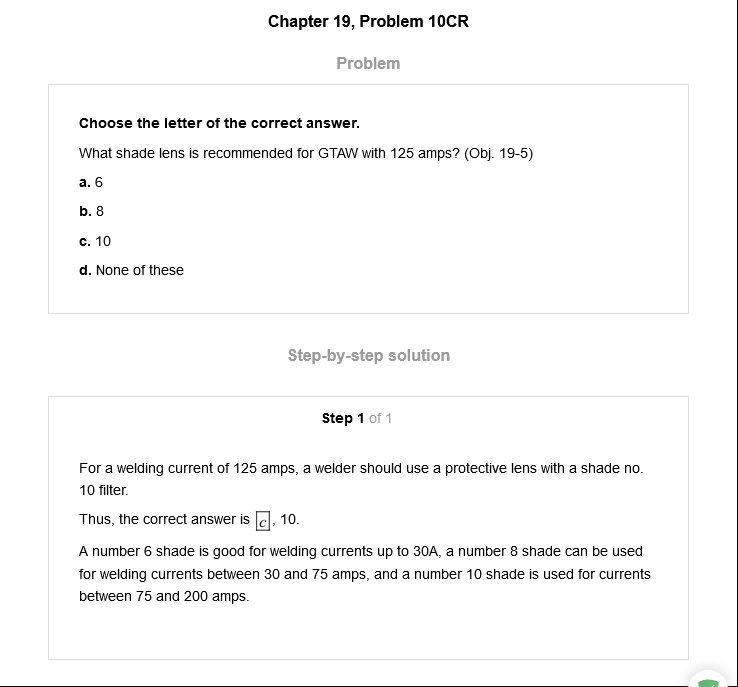 Chapter 19, Problem 10CR
Problem
Choose the letter of the correct answer.
What shade lens is recommended for GTAW with 125 amps? (Obj. 19-5)
a. 6
b. 8
c. 10
d. None of these
Step-by-step solution
Step 1 of 1
For a welding current of 125 amps, a welder should use a protective lens with a shade no.
10 filter.
Thus, the correct answer is c, 10.
A number 6 shade is good for welding currents up to 30A, a number 8 shade can be used
for welding currents between 30 and 75 amps, and a number 10 shade is used for currents
between 75 and 200 amps.